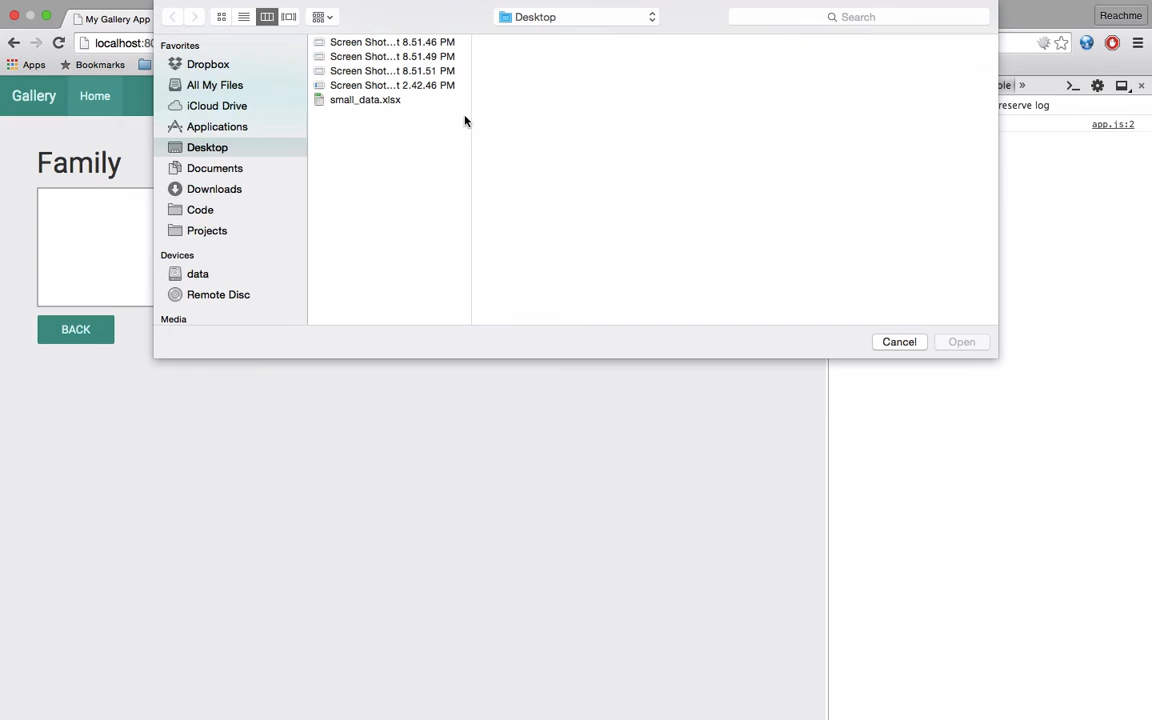 My Gallery App
Desktop
Search
Reachme
localhost:80
Apps
Bookmarks
Gallery
Home
Family
BACK
Favorites
Dropbox
All My Files
iCloud Drive
Applications
Desktop
Documents
Downloads
Code
Projects
Devices
data
Remote Disc
Media
Screen Shot...t 8.51.46 PM
Screen Shot...t 8.51.49 PM
Screen Shot...t 8.51.51 PM
Screen Shot...t 2.42.46 PM
small_data.xlsx
Cancel
Open
ole
reserve log
app.js:2